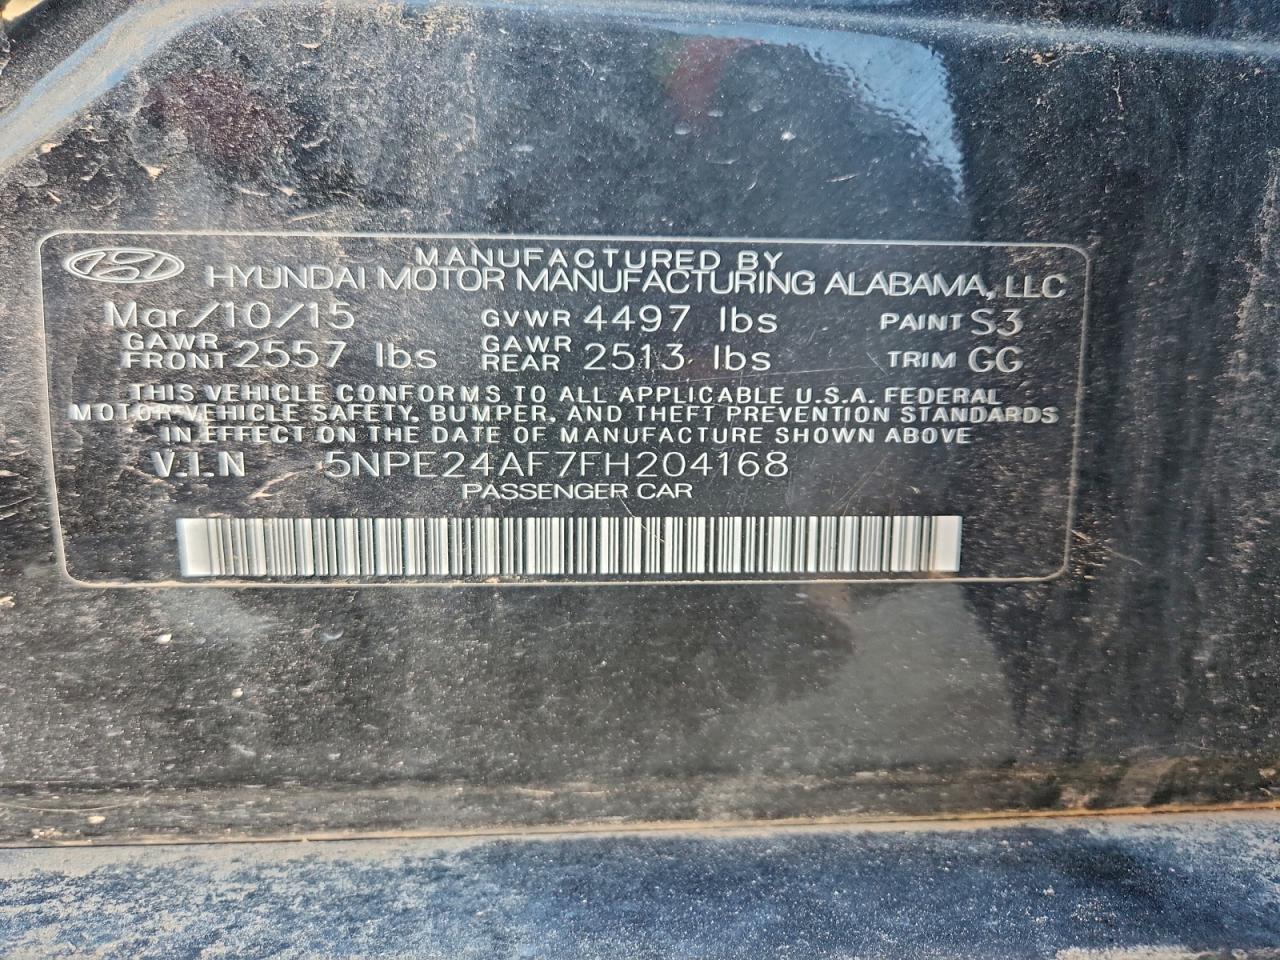 MANUFACTURED BY
HYUNDAI MOTOR MANUFACTURING ALABAMA, LLC
Mar/10/15 GVWR 4497 lbs PAINT S3
GAWR FRONT 2557 lbs GAWR REAR 2513 lbs TRIM GG
THIS VEHICLE CONFORMS TO ALL APPLICABLE U.S.A. FEDERAL
MOTOR VEHICLE SAFETY, BUMPER, AND THEFT PREVENTION STANDARDS
IN EFFECT ON THE DATE OF MANUFACTURE SHOWN ABOVE
V.I.N 5NPE24AF7FH204168
PASSENGER CAR